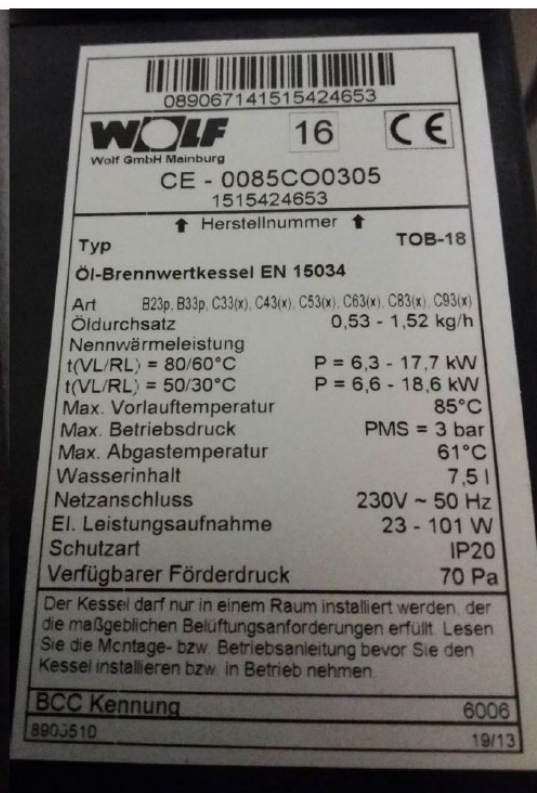 089067141515424653
WOLF 16 CE
Wolf GmbH Mainburg
CE - 0085CO0305
1515424653
↑ Herstellnummer ↑
Typ TOB-18
Öl-Brennwertkessel EN 15034
Art B23p, B33p, C33(x), C43(x), C53(x), C63(x), C83(x), C93(x)
Öldurchsatz 0,53 - 1,52 kg/h
Nennwärmeleistung
t(VL/RL) = 80/60°C P = 6,3 - 17,7 kW
t(VL/RL) = 50/30°C P = 6,6 - 18,6 kW
Max. Vorlauftemperatur 85°C
Max. Betriebsdruck PMS = 3 bar
Max. Abgastemperatur 61°C
Wasserinhalt 7,5 l
Netzanschluss 230V ~ 50 Hz
El. Leistungsaufnahme 23 - 101 W
Schutzart IP20
Verfügbarer Förderdruck 70 Pa
Der Kessel darf nur in einem Raum installiert werden, der
die maßgeblichen Belüftungsanforderungen erfüllt. Lesen
Sie die Montage- bzw. Betriebsanleitung bevor Sie den
Kessel installieren bzw. in Betrieb nehmen.
BCC Kennung 6006
19/13